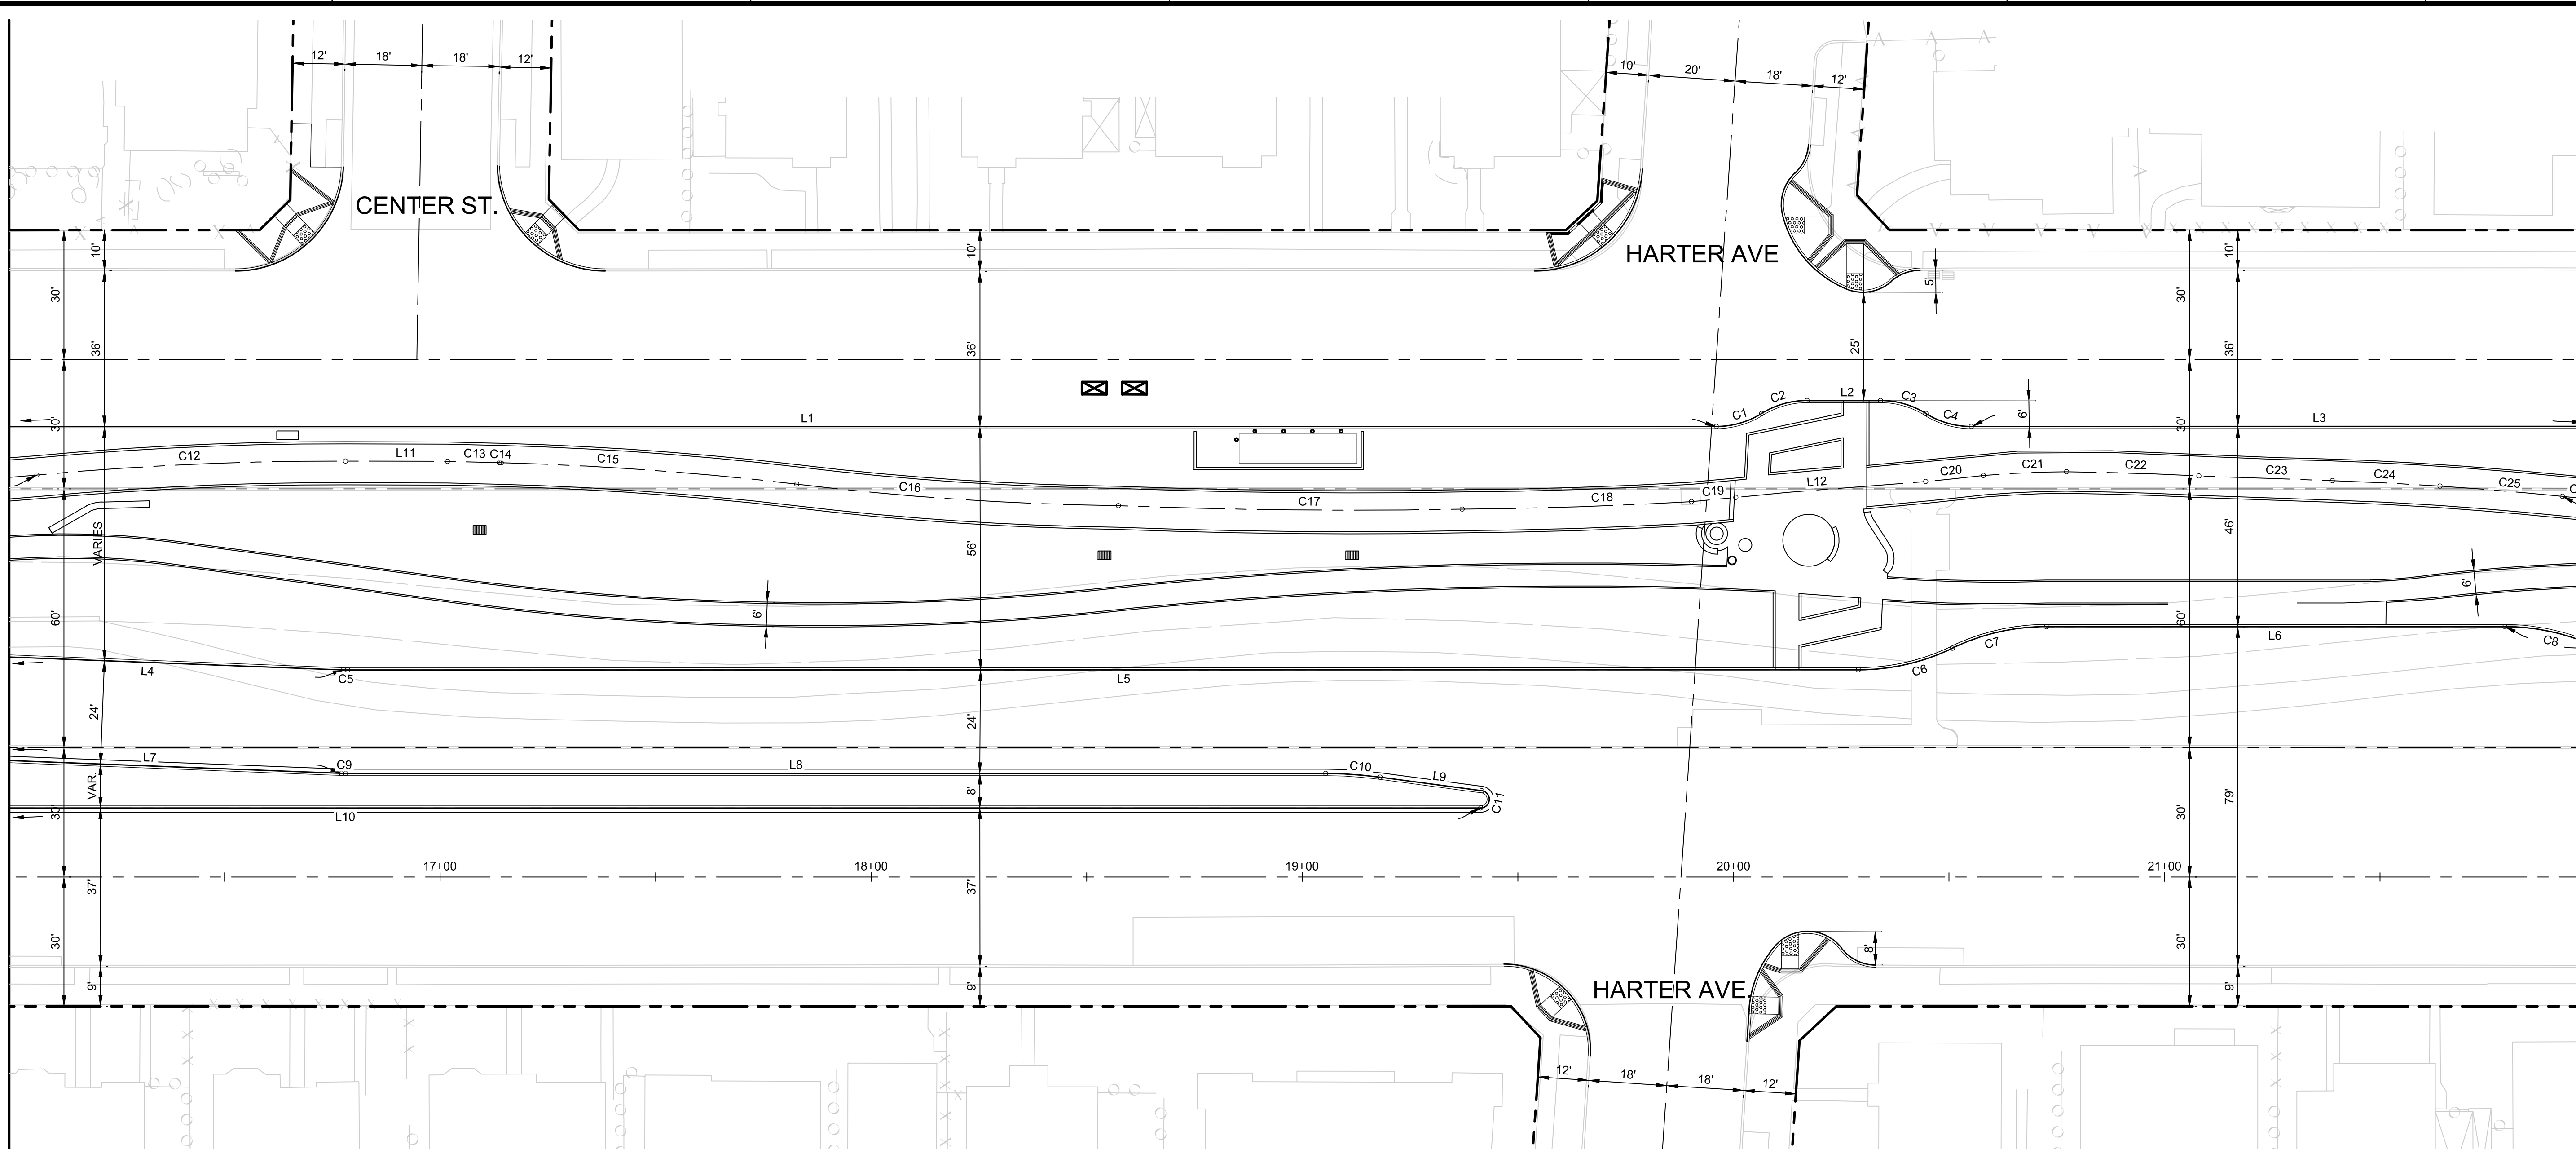 12' 18' 18' 12'
10' 20' 18' 12'
CENTER ST.
HARTER AVE
10' 10' 10'
30' 5' 30'
36' 36' 25' 36'
L1 C1 C2 L2 C3 C4 6' L3
30' 30'
C12 L11 C13 C14 C15 C16 C17 C18 C19 L12 C20 C21 C22 C23 C24 C25
VARIES 56' 46'
60' 6' 60' 6'
L4 C5 L5 C6 C7 L6 C8
24' 24'
L7 C9 L8 C10 L9 C11
VAR. 8' 79'
30' 30'
L10
17+00 18+00 19+00 20+00 21+00
37' 37'
30' 8' 30'
9' 9' 9'
HARTER AVE.
12' 18' 18' 12'